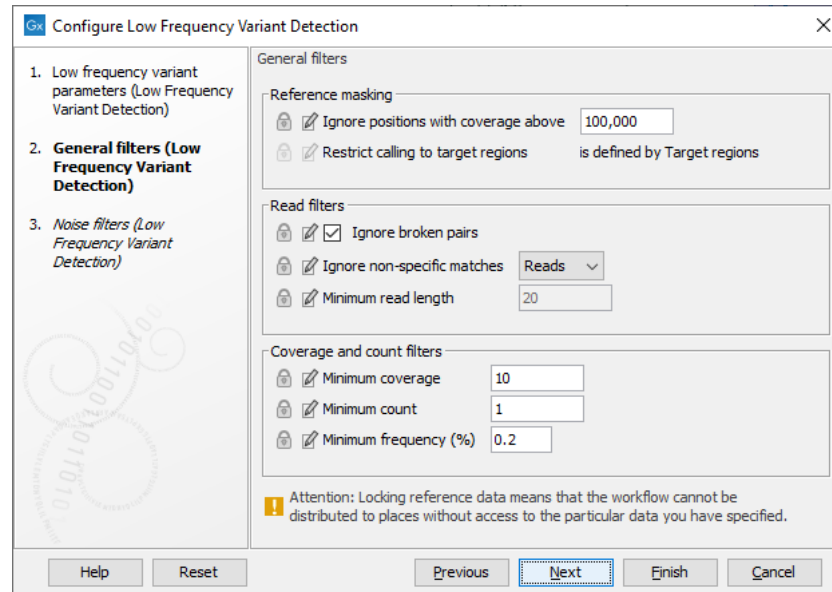 Gx Configure Low Frequency Variant Detection
1. Low frequency variant
parameters (Low Frequency
Variant Detection)
2. General filters (Low
Frequency Variant
Detection)
3. Noise filters (Low
Frequency Variant
Detection)
General filters
Reference masking
Ignore positions with coverage above 100,000
Restrict calling to target regions is defined by Target regions
Read filters
Ignore broken pairs
Ignore non-specific matches Reads
Minimum read length 20
Coverage and count filters
Minimum coverage 10
Minimum count 1
Minimum frequency (%) 0.2
Attention: Locking reference data means that the workflow cannot be
distributed to places without access to the particular data you have specified.
Help Reset Previous Next Finish Cancel